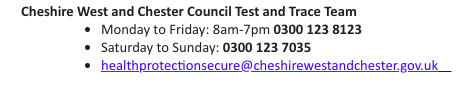 Cheshire West and Chester Council Test and Trace Team
• Monday to Friday: 8am-7pm 0300 123 8123
• Saturday to Sunday: 0300 123 7035
• healthprotectionsecure@cheshirewestandchester.gov.uk